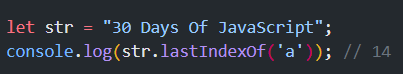 let str = "30 Days Of JavaScript";
console.log(str.lastIndexOf('a')); // 14